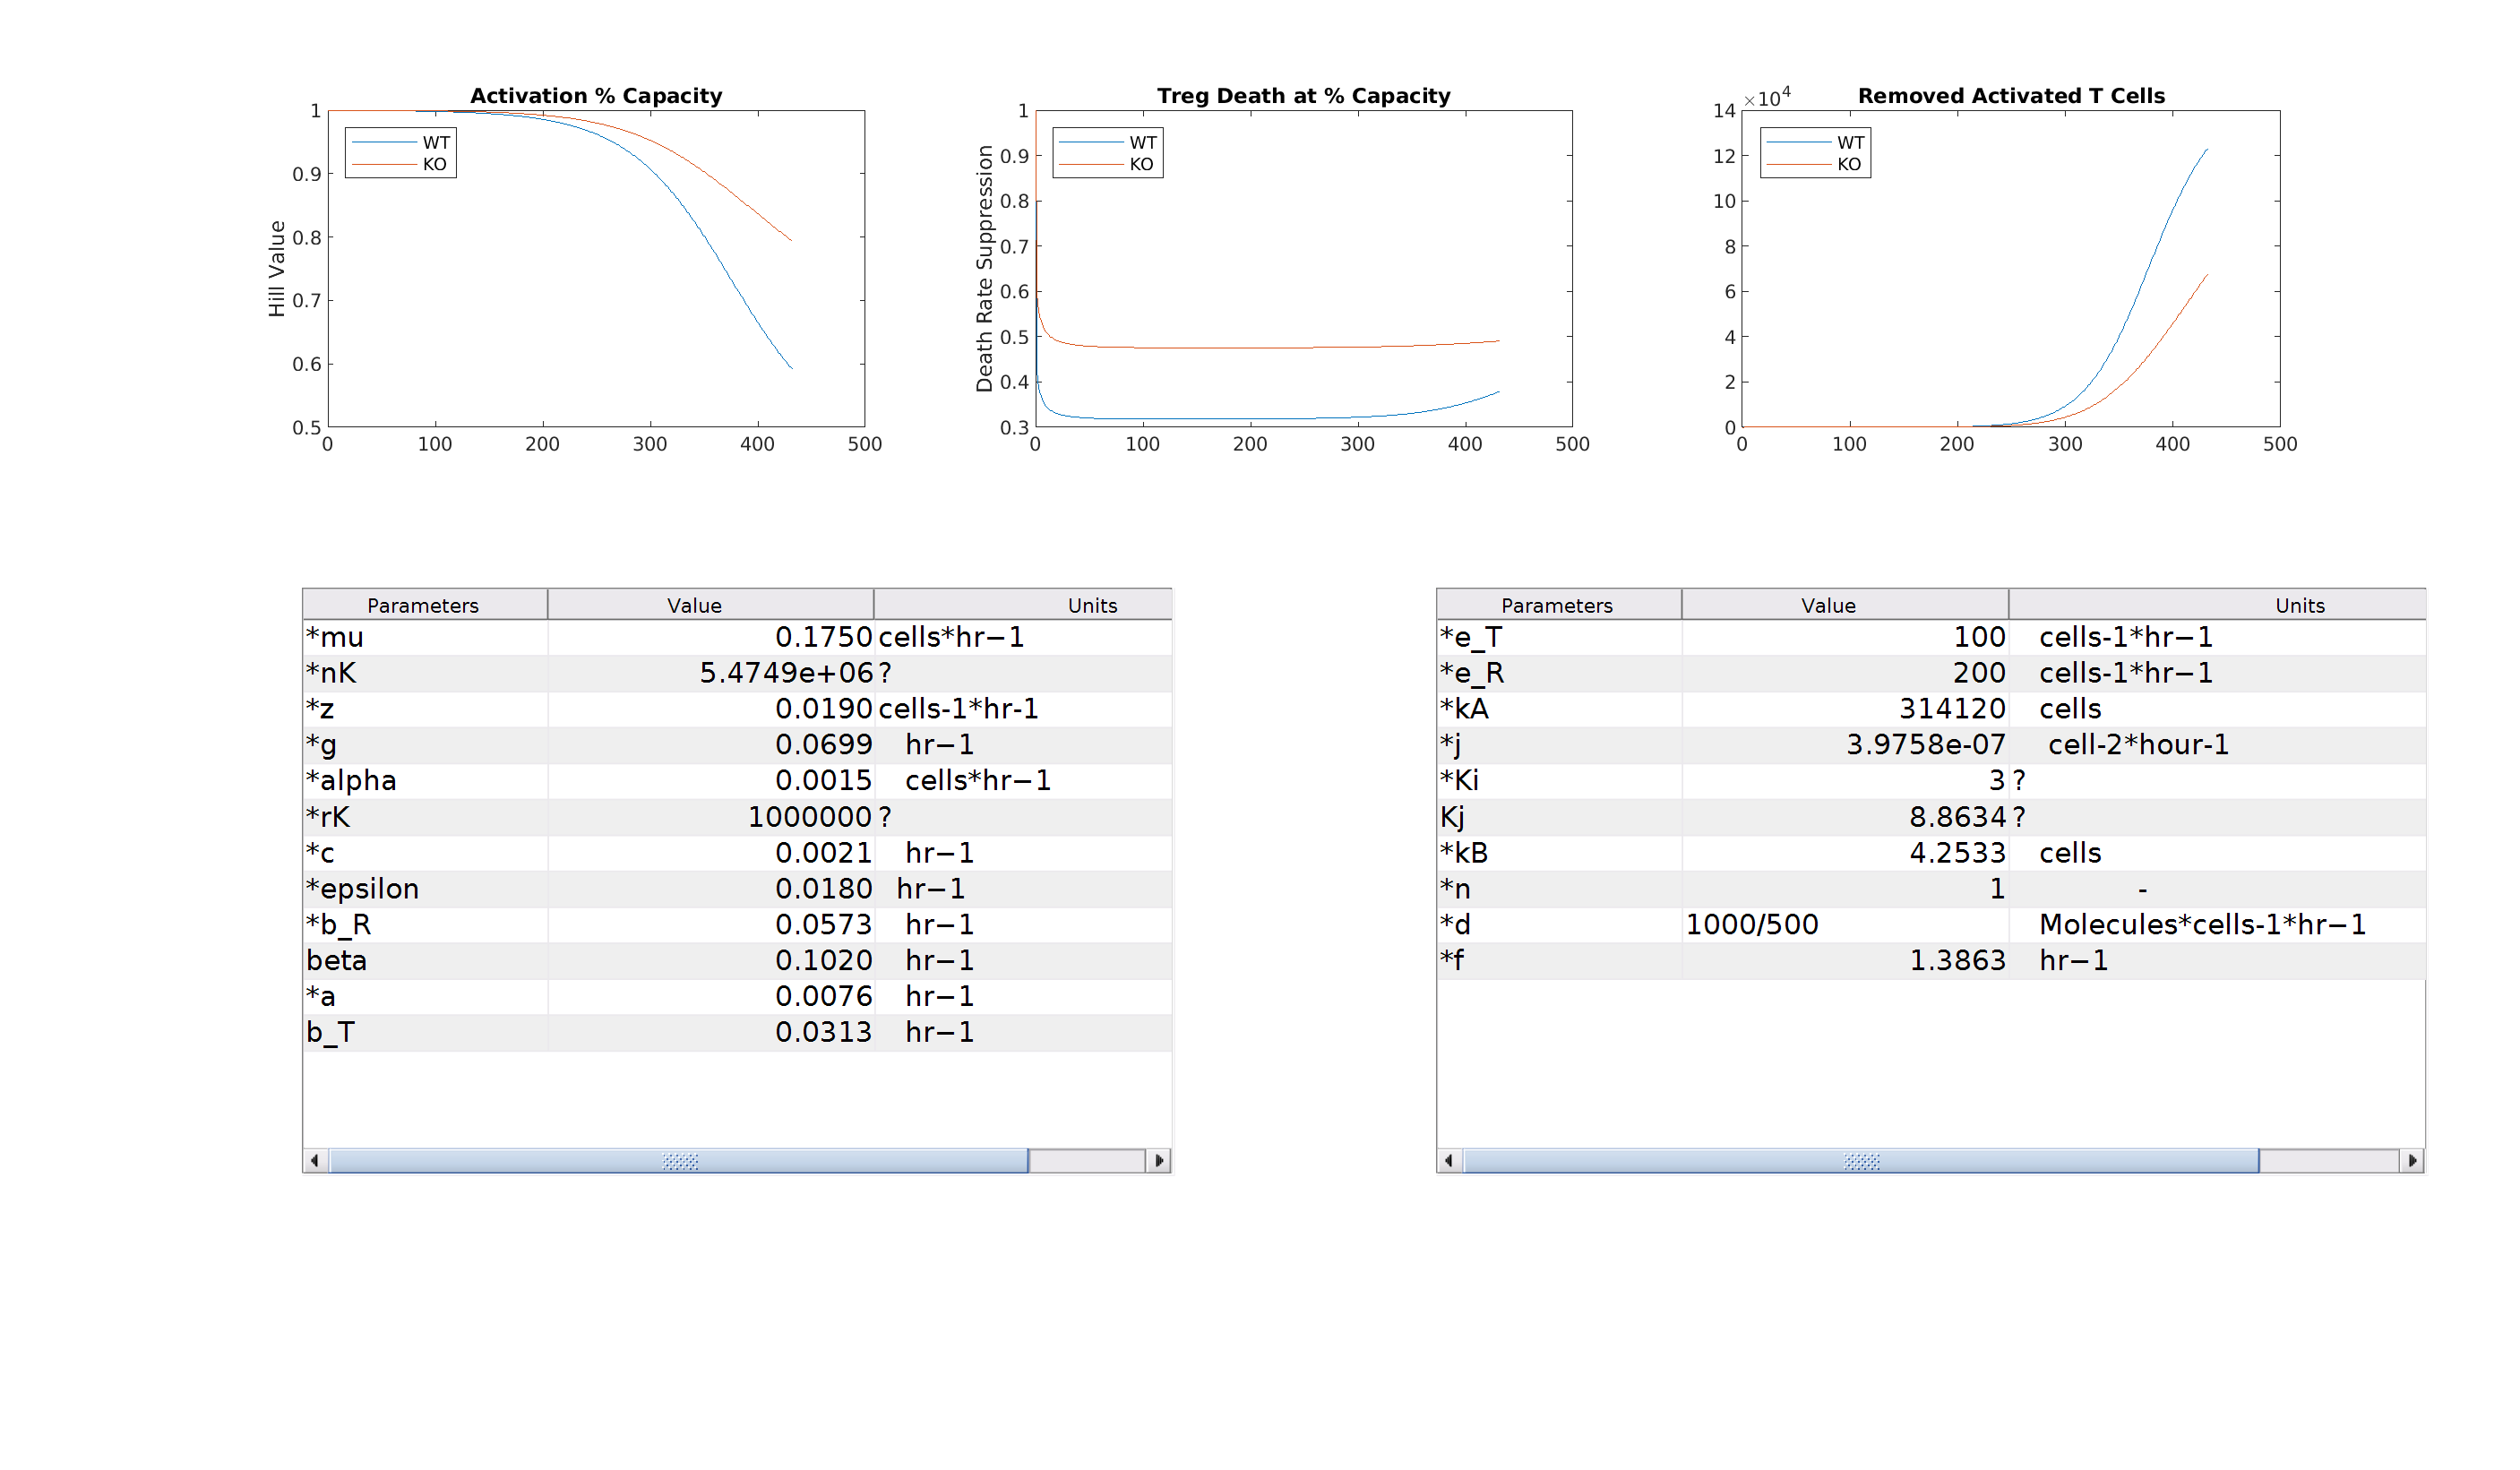 Activation % Capacity
Hill Value
1
0.9
0.8
0.7
0.6
0.5
0 100 200 300 400 500
WT
KO
Treg Death at % Capacity
Death Rate Suppression
1
0.9
0.8
0.7
0.6
0.5
0.4
0.3
0 100 200 300 400 500
WT
KO
Removed Activated T Cells
×10^4
14
12
10
8
6
4
2
0
0 100 200 300 400 500
WT
KO
Parameters Value Units
*mu 0.1750 cells*hr−1
*nK 5.4749e+06 ?
*z 0.0190 cells-1*hr-1
*g 0.0699 hr−1
*alpha 0.0015 cells*hr−1
*rK 1000000 ?
*c 0.0021 hr−1
*epsilon 0.0180 hr−1
*b_R 0.0573 hr−1
beta 0.1020 hr−1
*a 0.0076 hr−1
b_T 0.0313 hr−1
Parameters Value Units
*e_T 100 cells-1*hr−1
*e_R 200 cells-1*hr−1
*kA 314120 cells
*j 3.9758e-07 cell-2*hour-1
*Ki 3 ?
Kj 8.8634 ?
*kB 4.2533 cells
*n 1 -
*d 1000/500 Molecules*cells-1*hr−1
*f 1.3863 hr−1